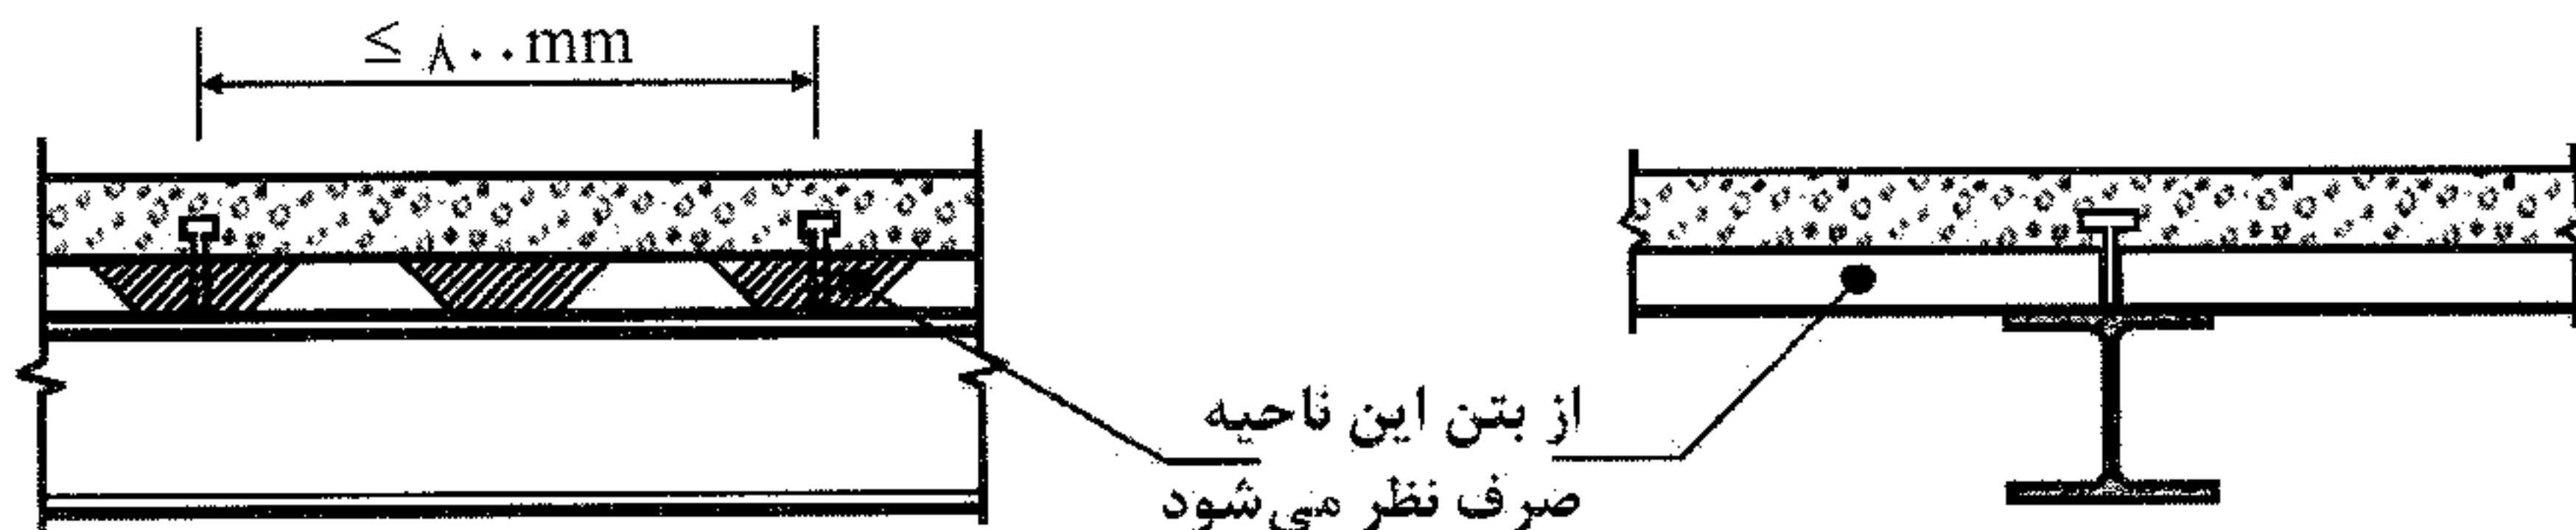 ≤ ۸۰۰mm
از بتن این ناحیه
صرف نظر می‌شود